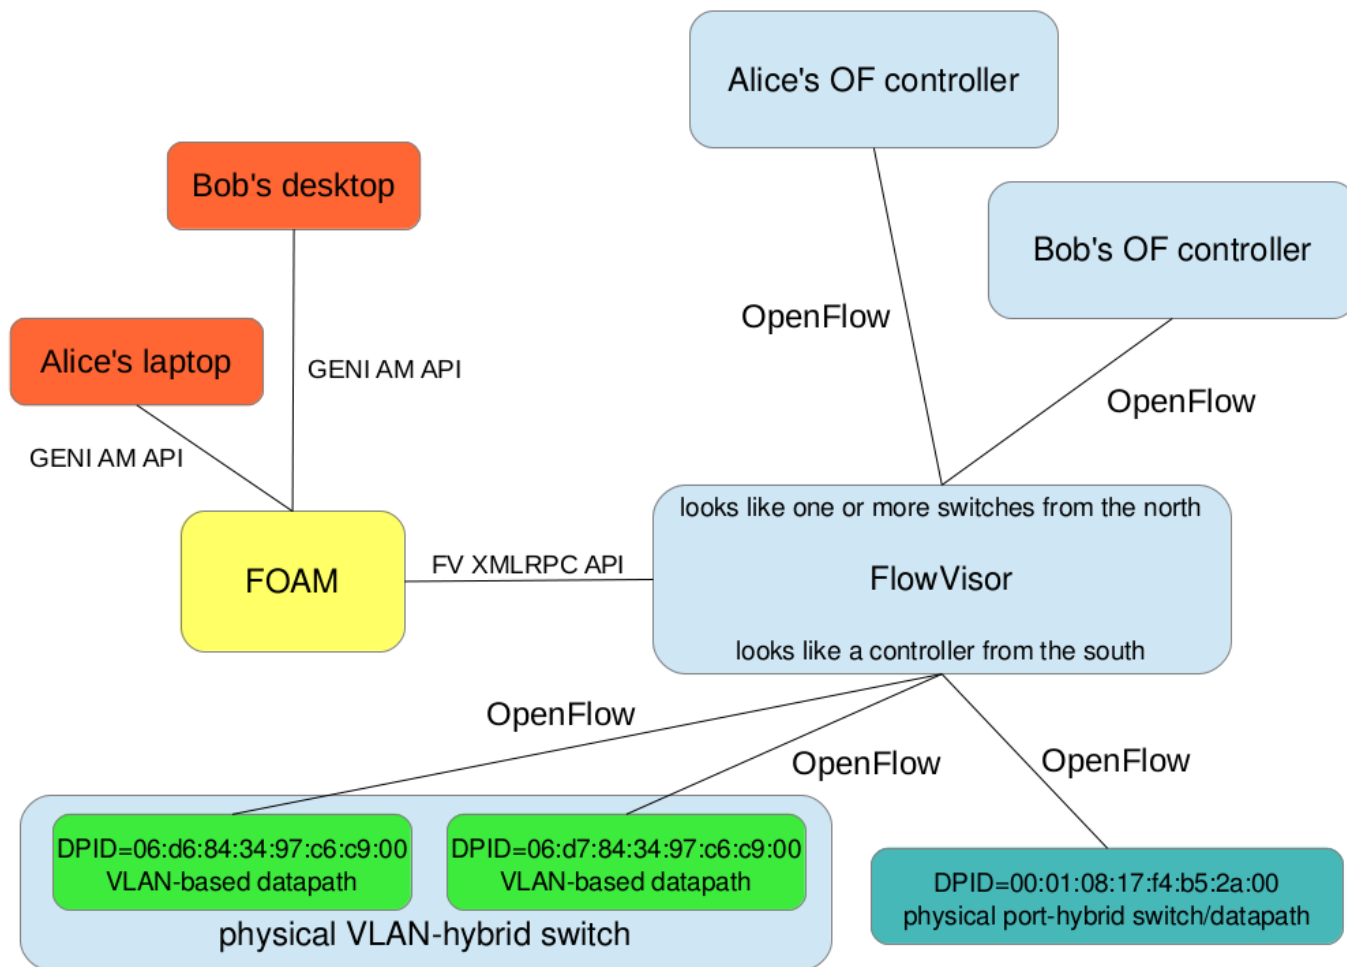 Alice's OF controller
Bob's desktop
Bob's OF controller
OpenFlow
Alice's laptop
GENI AM API
OpenFlow
GENI AM API
looks like one or more switches from the north
FV XMLRPC API
FOAM
FlowVisor
looks like a controller from the south
OpenFlow
OpenFlow
OpenFlow
DPID=06:d6:84:34:97:c6:c9:00
VLAN-based datapath
DPID=06:d7:84:34:97:c6:c9:00
VLAN-based datapath
physical VLAN-hybrid switch
DPID=00:01:08:17:f4:b5:2a:00
physical port-hybrid switch/datapath